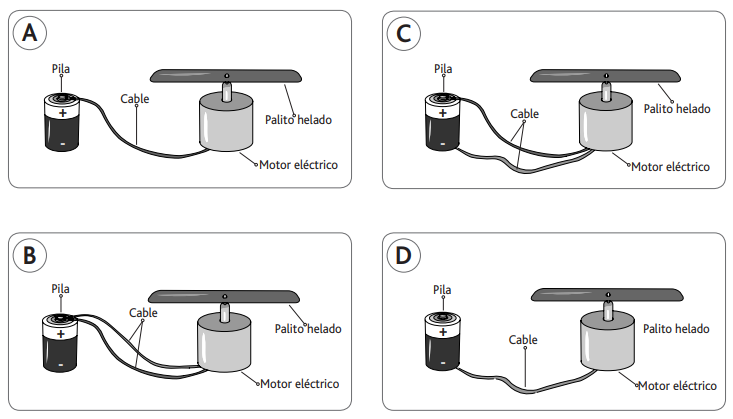 A
Pila
Cable
Palito helado
+
-
Motor eléctrico
C
Pila
Cable
Palito helado
+
-
Motor eléctrico
B
Pila
Cable
Palito helado
+
-
Motor eléctrico
D
Pila
Palito helado
+
Cable
-
Motor eléctrico